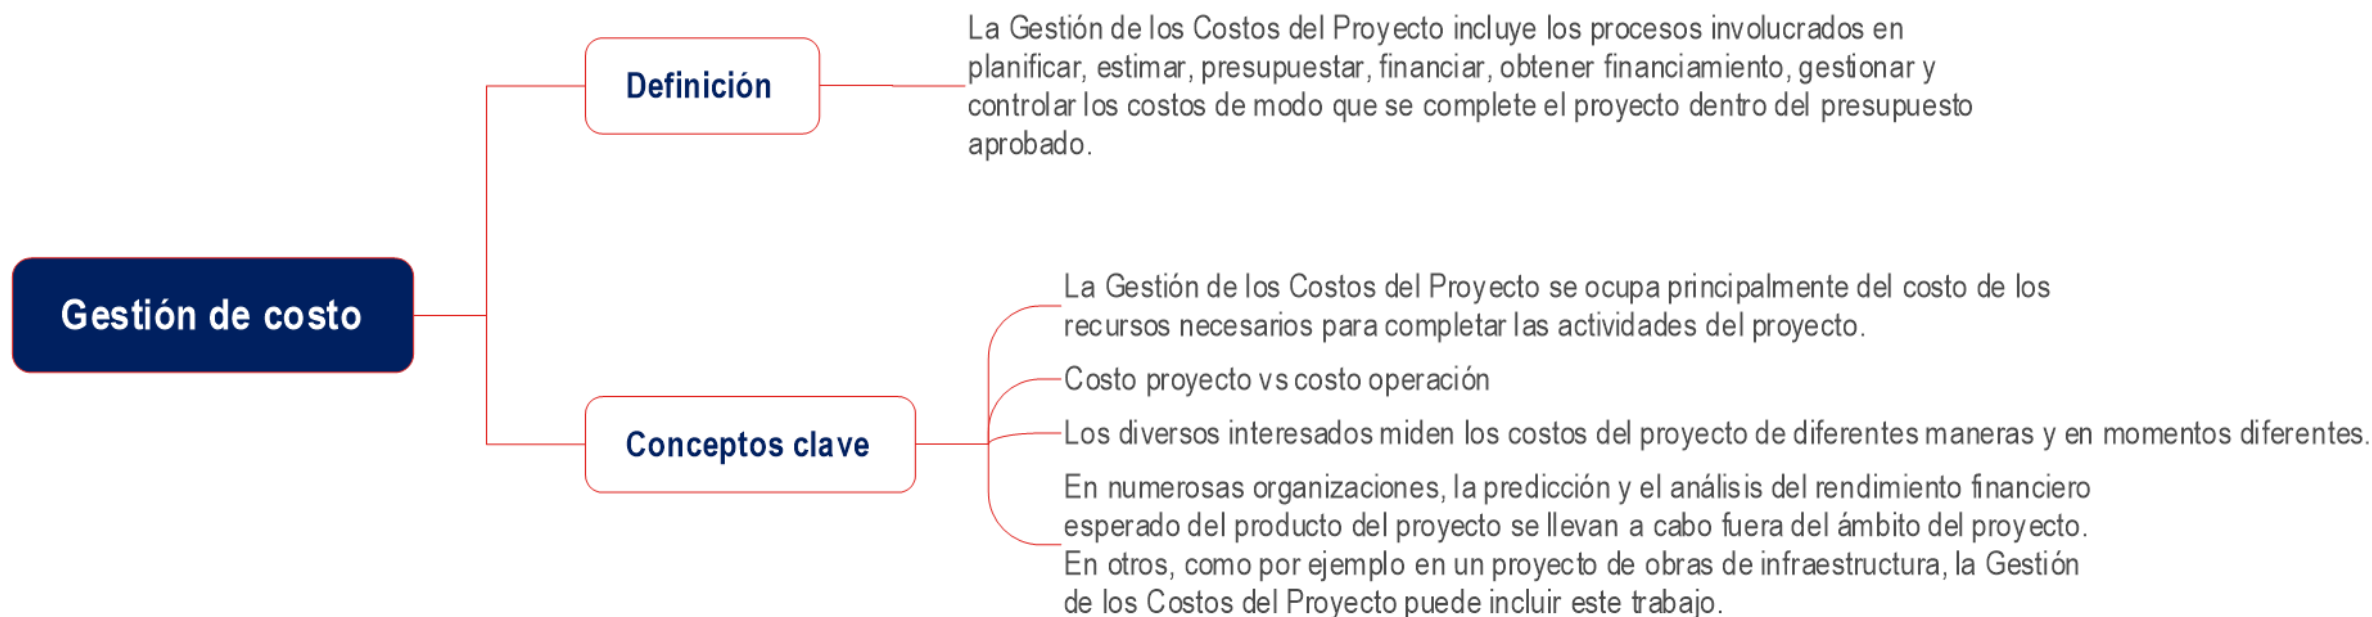 La Gestión de los Costos del Proyecto incluye los procesos involucrados en
planificar, estimar, presupuestar, financiar, obtener financiamiento, gestionar y
controlar los costos de modo que se complete el proyecto dentro del presupuesto
aprobado.
Definición
Gestión de costo
La Gestión de los Costos del Proyecto se ocupa principalmente del costo de los
recursos necesarios para completar las actividades del proyecto.
Costo proyecto vs costo operación
Conceptos clave
Los diversos interesados miden los costos del proyecto de diferentes maneras y en momentos diferentes.
En numerosas organizaciones, la predicción y el análisis del rendimiento financiero
esperado del producto del proyecto se llevan a cabo fuera del ámbito del proyecto.
En otros, como por ejemplo en un proyecto de obras de infraestructura, la Gestión
de los Costos del Proyecto puede incluir este trabajo.